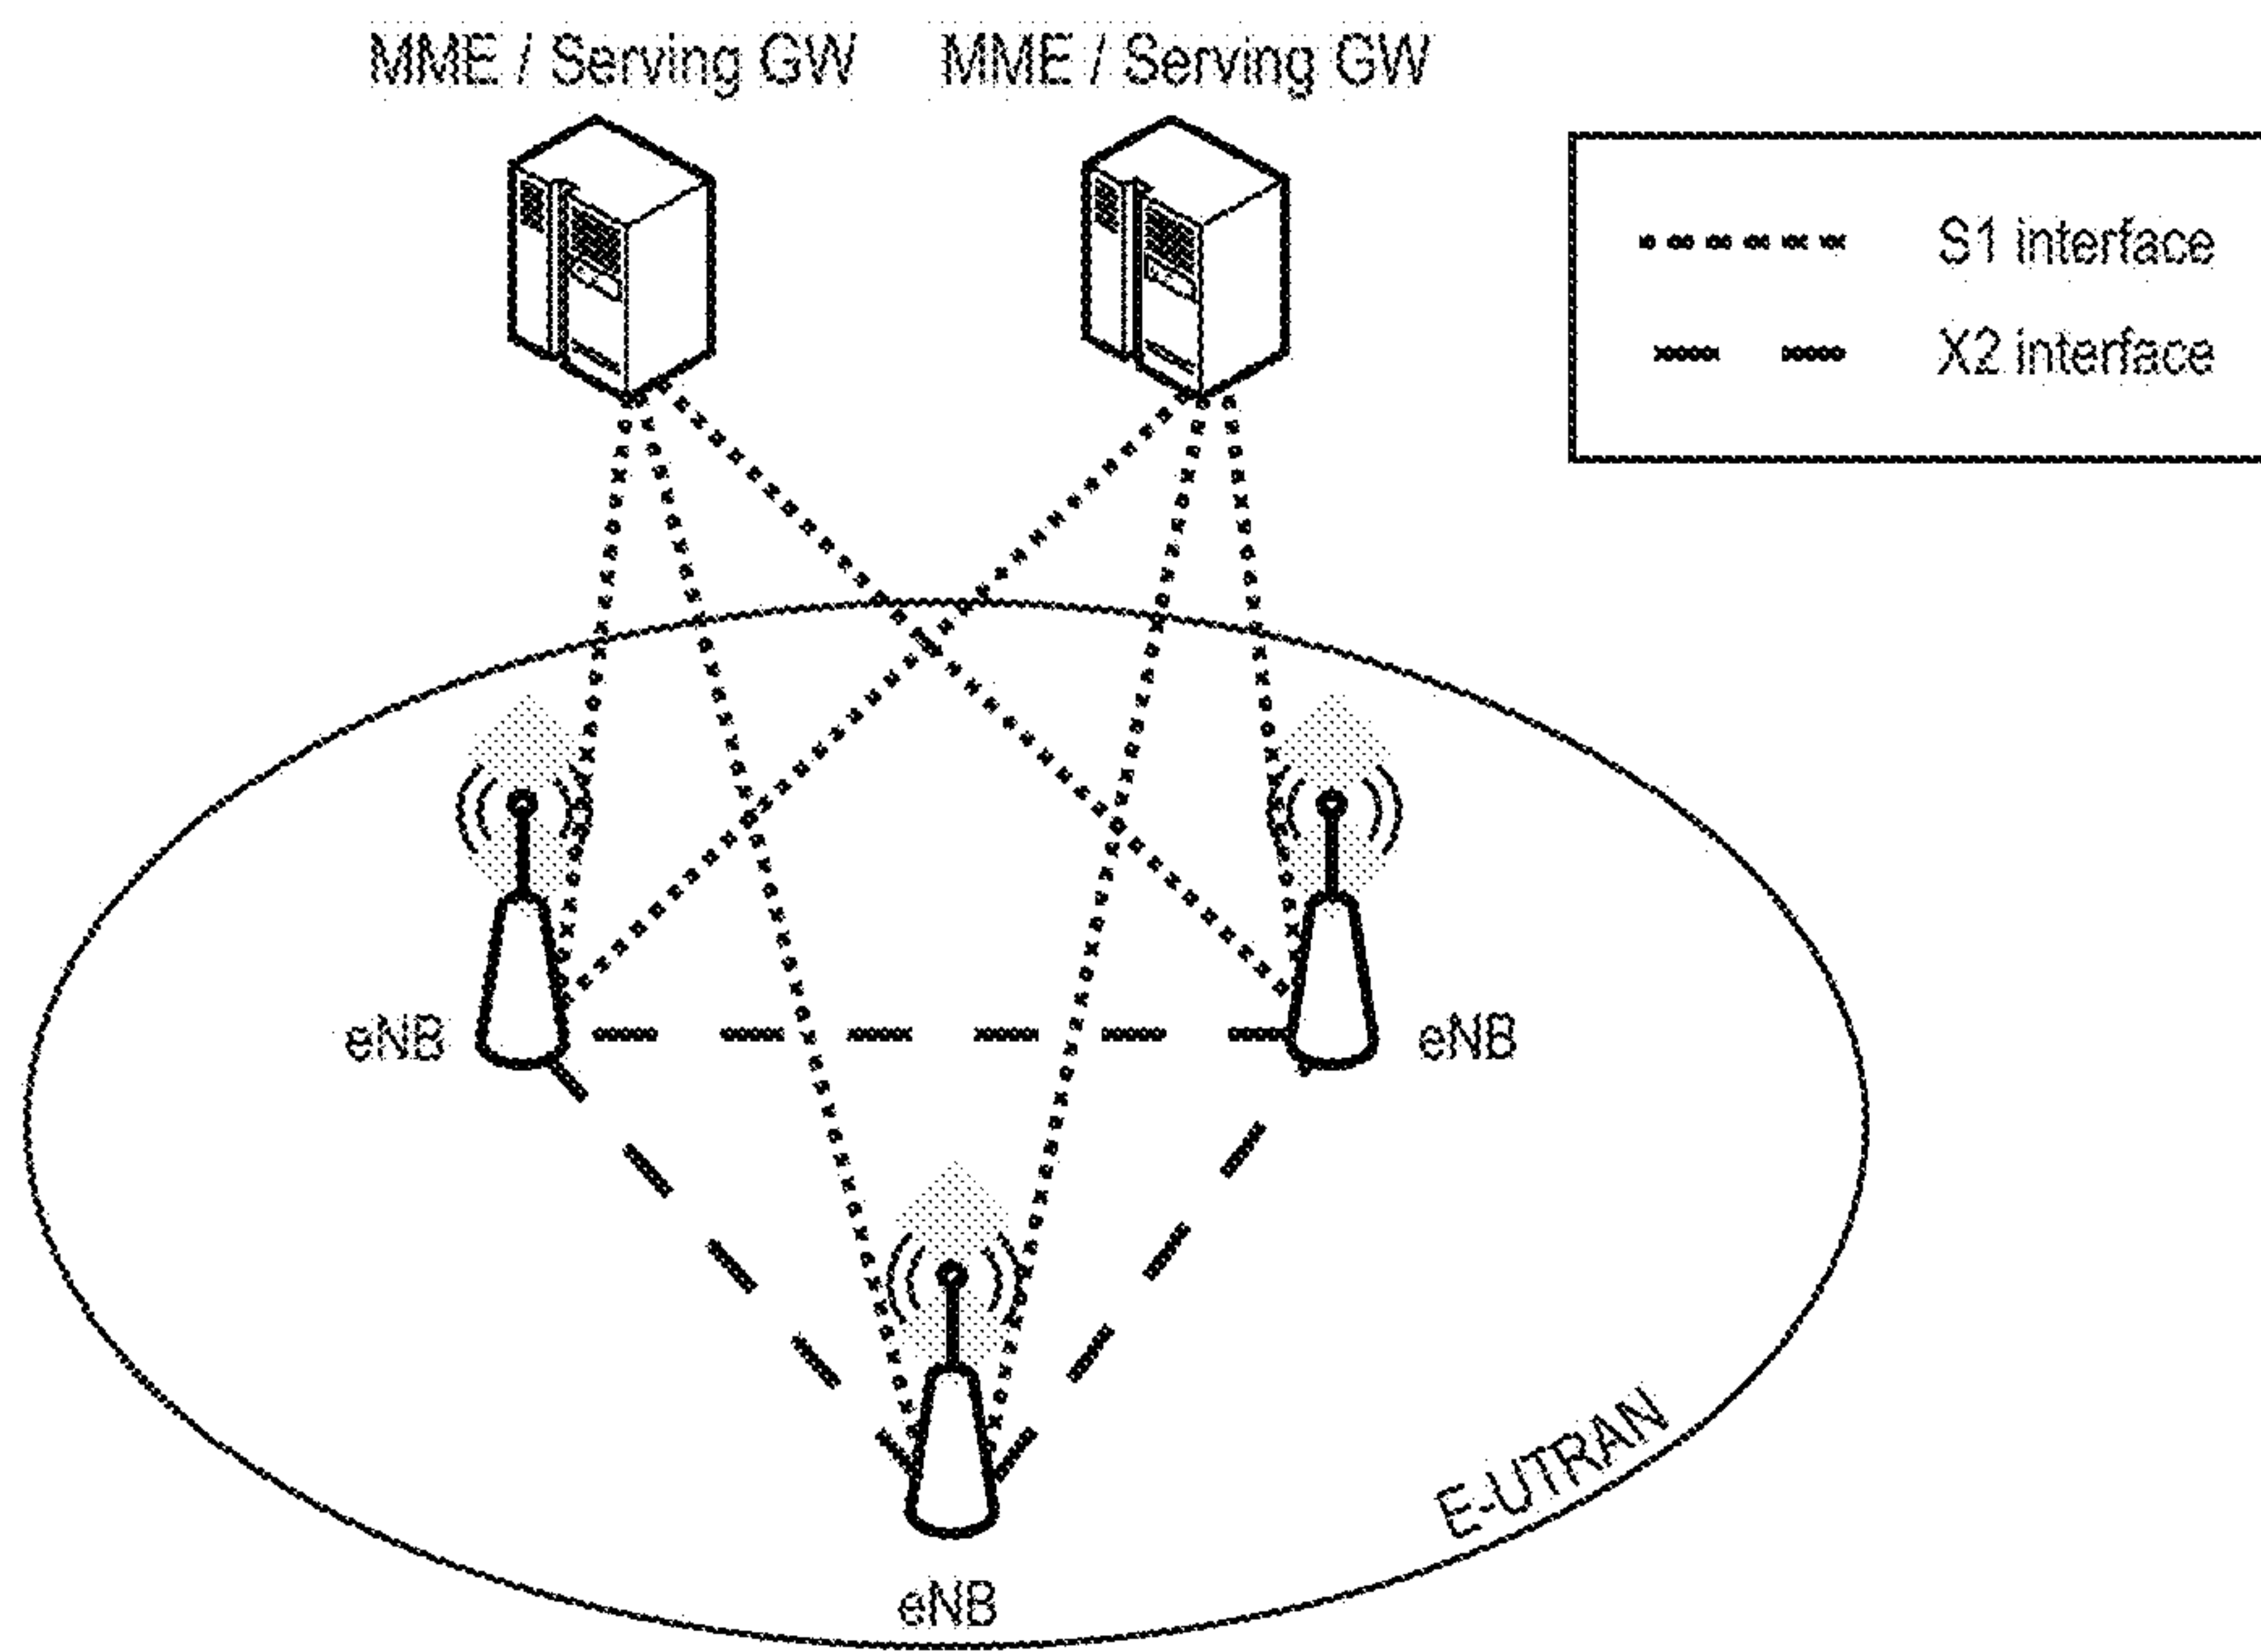 MME / Serving GW
MME / Serving GW
S1 interface
X2 interface
eNB
eNB
E-UTRAN
eNB